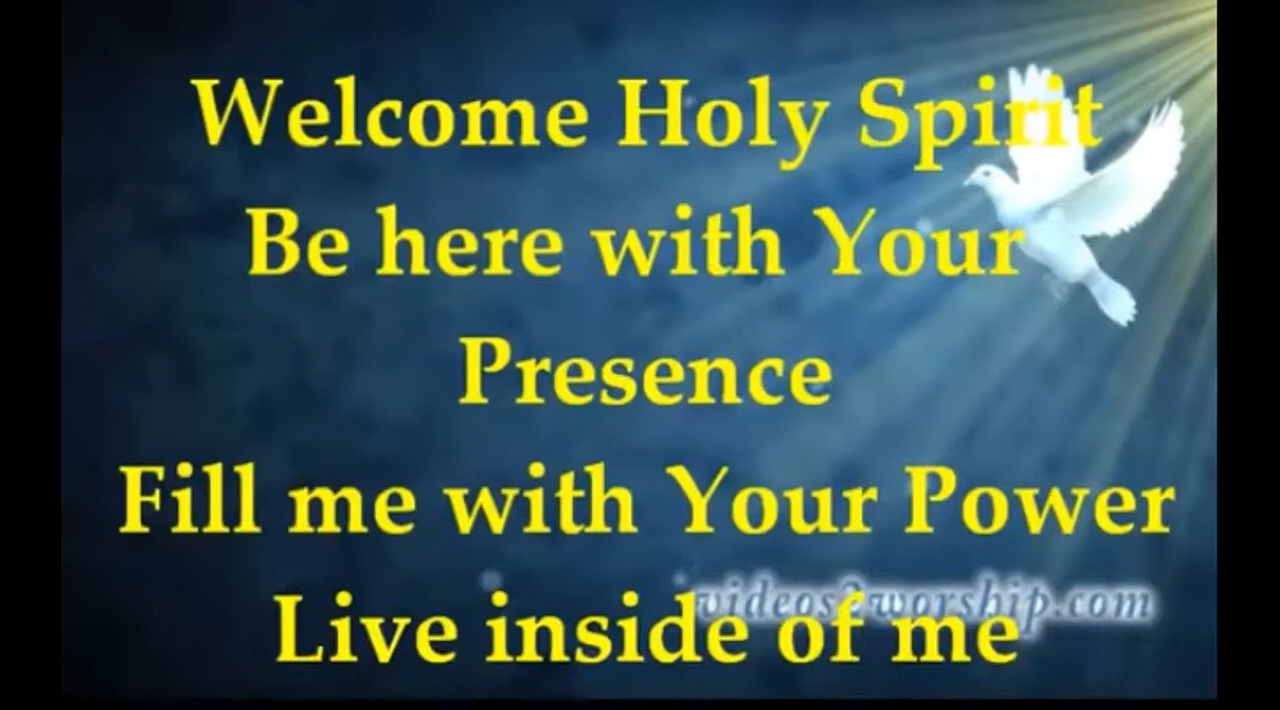 Welcome Holy Spirit
Be here with Your
Presence
Fill me with Your Power
videos2worship.com
Live inside of me